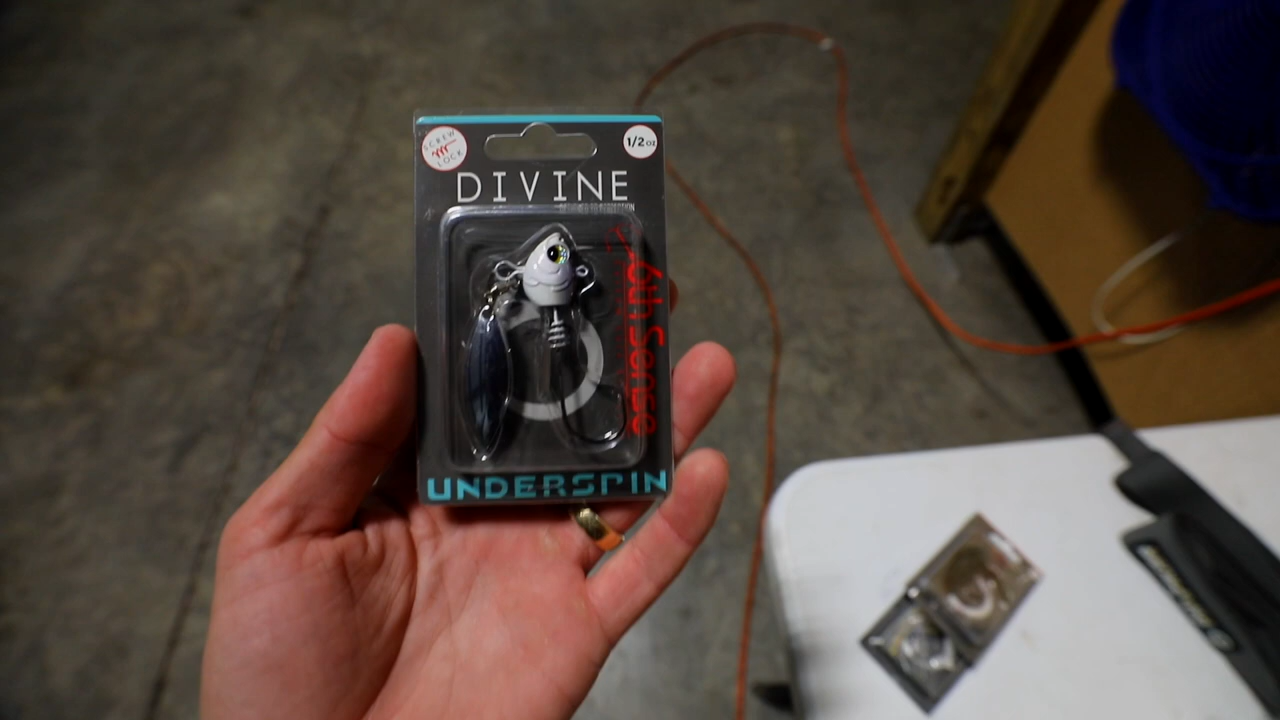 SCREW
LOCK
1/2 oz
DIVINE
6th Sense
UNDERSPIN